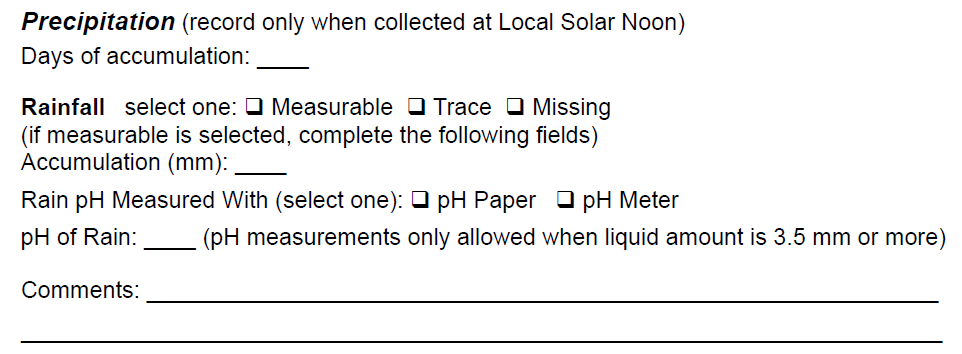 Precipitation (record only when collected at Local Solar Noon)
Days of accumulation: ____
Rainfall select one: ❑ Measurable ❑ Trace ❑ Missing
(if measurable is selected, complete the following fields)
Accumulation (mm): ____
Rain pH Measured With (select one): ❑ pH Paper ❑ pH Meter
pH of Rain: ____ (pH measurements only allowed when liquid amount is 3.5 mm or more)
Comments: ____